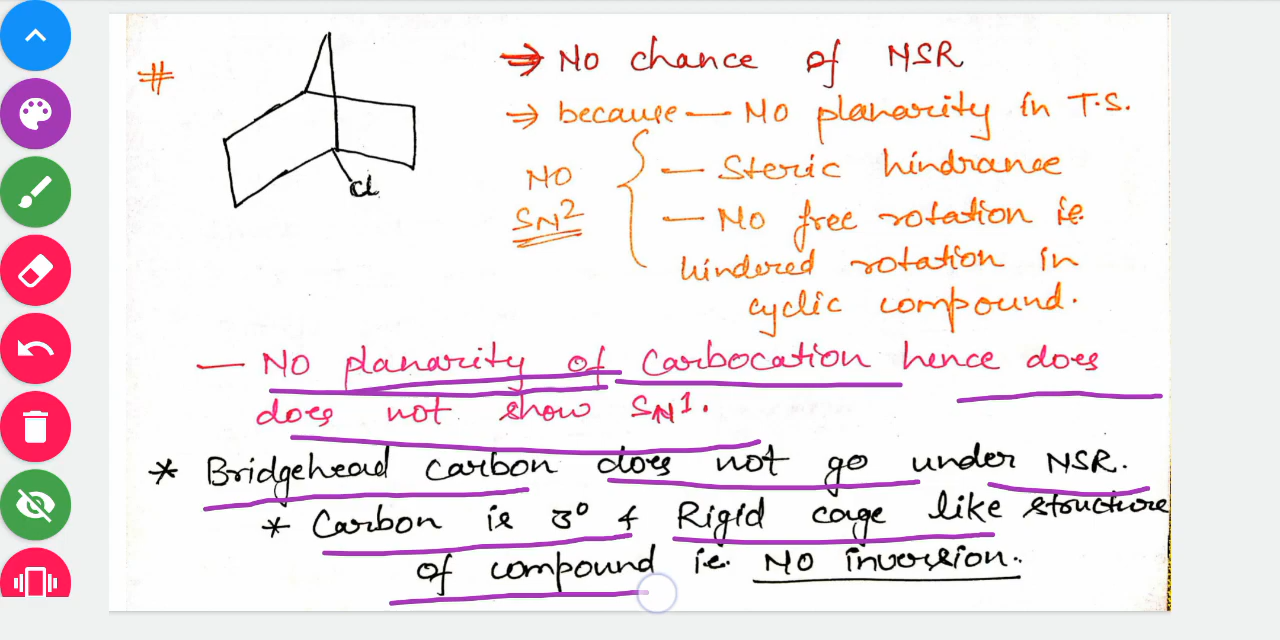 # ⇒ No chance of NSR
⇒ because — No planarity in T.S.
— Steric hindrance
NO
SN2
— No free rotation ie
hindered rotation in
cyclic compound.
Cl
— No planarity of Carbocation hence does
does not show SN1.
* Bridgehead carbon does not go under NSR.
* Carbon is 3° & Rigid cage like structure
of compound i.e. NO inversion.